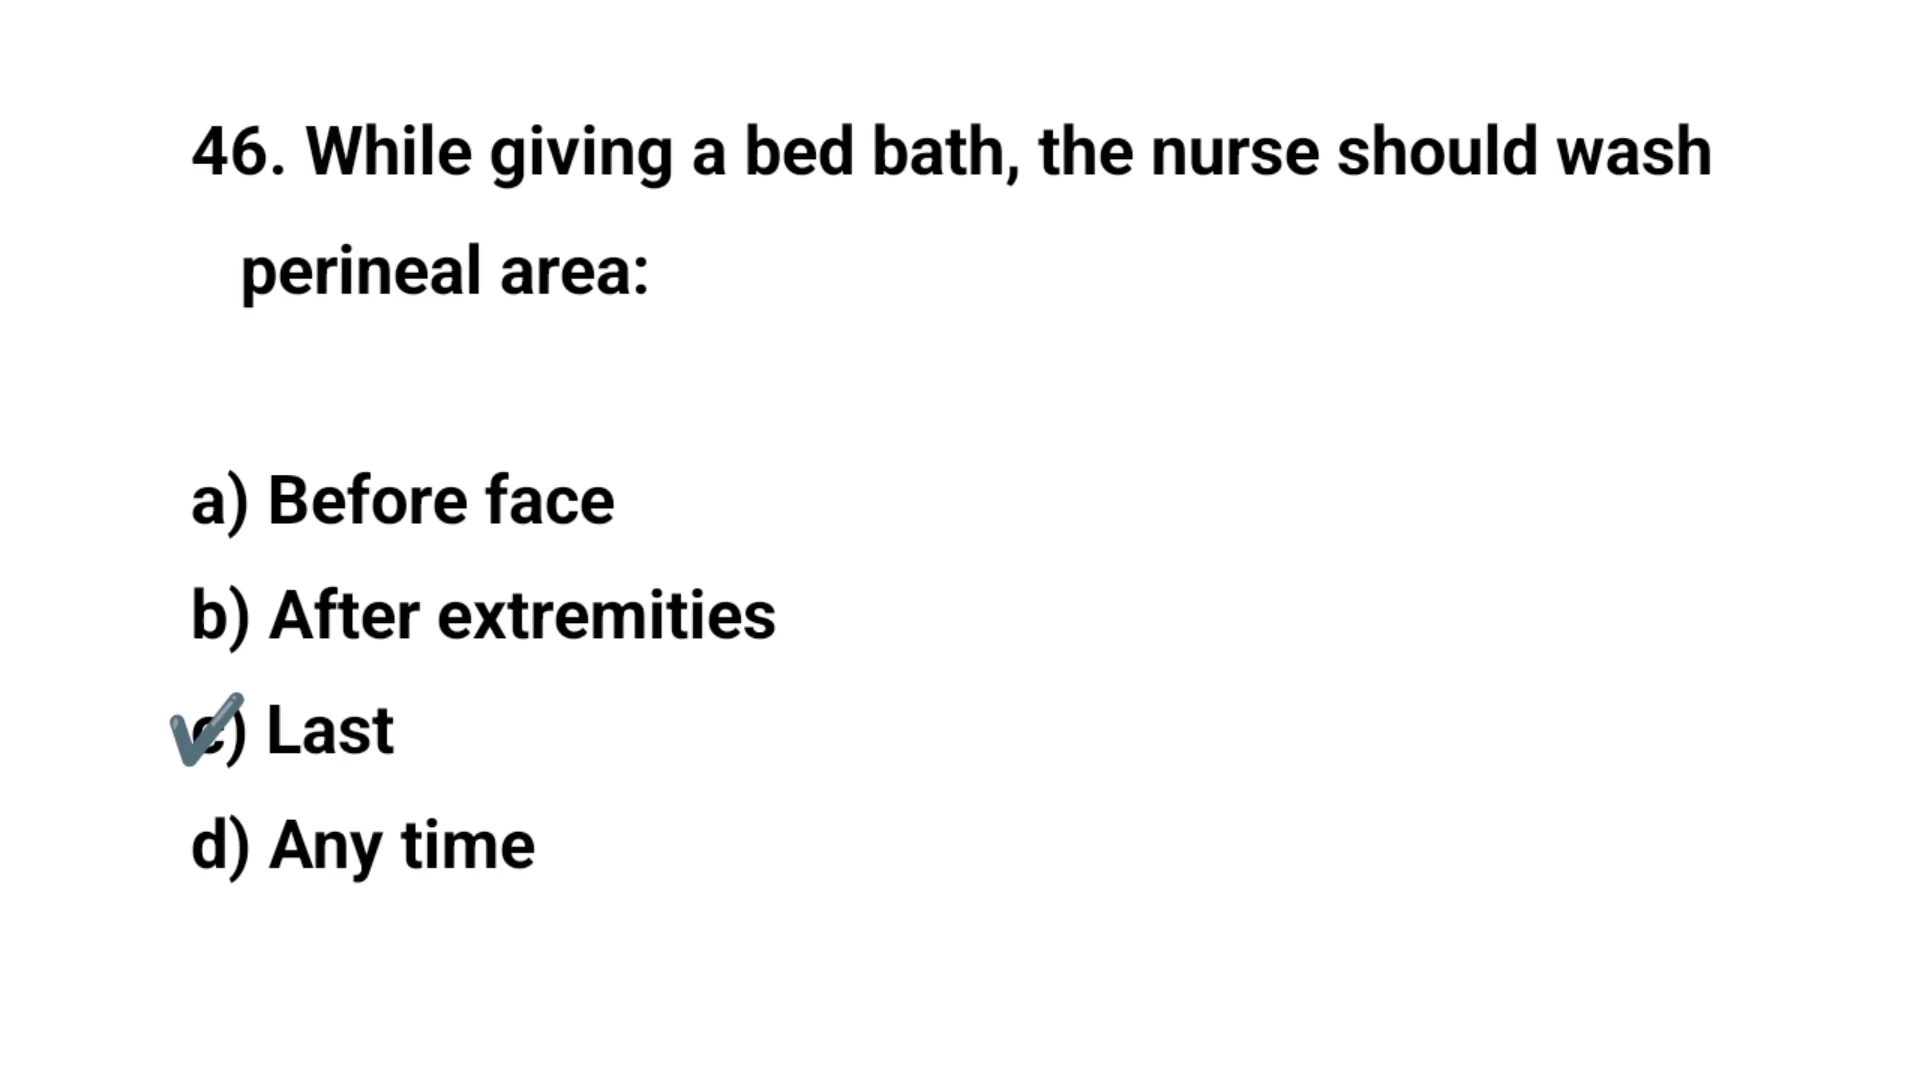 46. While giving a bed bath, the nurse should wash
perineal area:
a) Before face
b) After extremities
c) Last
d) Any time